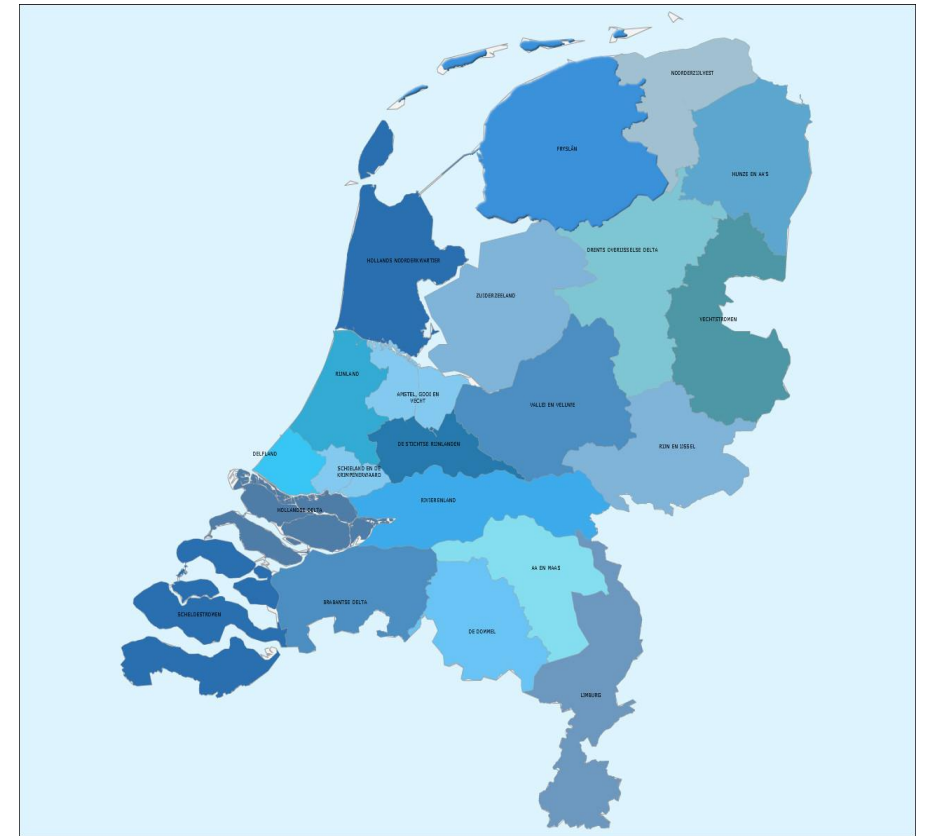 NOORDERZIJLVEST
FRYSLÂN
HUNZE EN AA'S
DRENTS OVERIJSSELSE DELTA
HOLLANDS NOORDERKWARTIER
ZUIDERZEELAND
VECHTSTROMEN
RIJNLAND
AMSTEL, GOOI EN
VECHT
VALLEI EN VELUWE
DE STICHTSE RIJNLANDEN
RIJN EN IJSSEL
DELFLAND
SCHIELAND EN DE
KRIMPENERWAARD
RIVIERENLAND
HOLLANDSE DELTA
AA EN MAAS
BRABANTSE DELTA
SCHELDESTROMEN
DE DOMMEL
LIMBURG